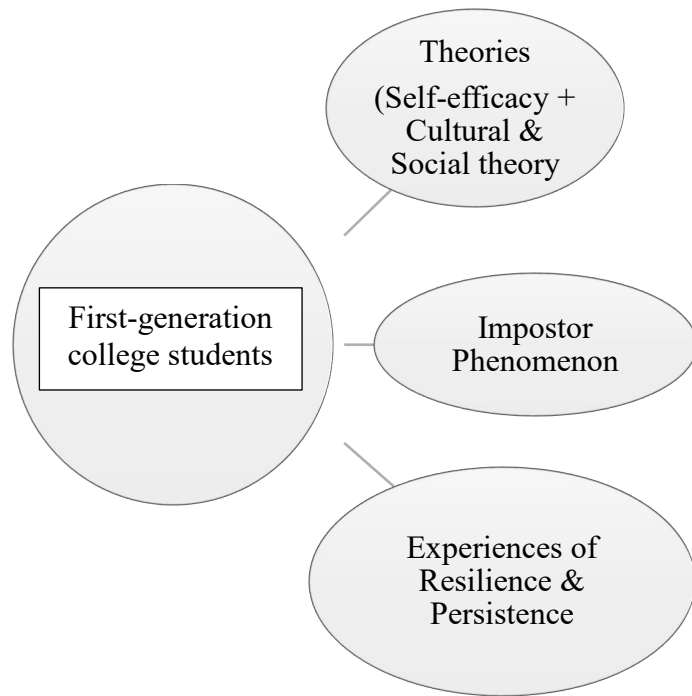 Theories
(Self-efficacy +
Cultural &
Social theory
First-generation
college students
Impostor
Phenomenon
Experiences of
Resilience &
Persistence